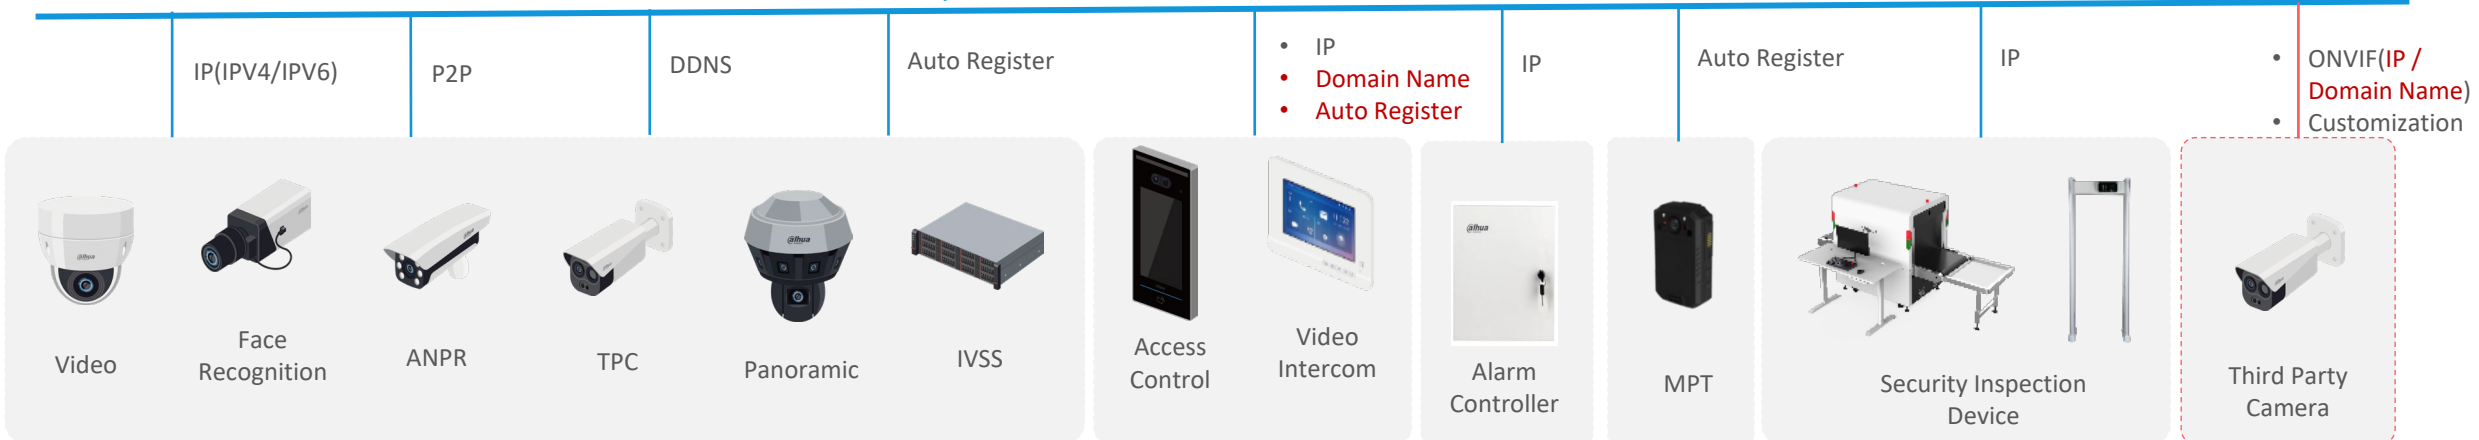 IP(IPV4/IPV6)
P2P
DDNS
Auto Register
• IP
• Domain Name
• Auto Register
IP
Auto Register
IP
• ONVIF(IP /
Domain Name)
• Customization
alhua
alhua
Video
Face
Recognition
ANPR
TPC
Panoramic
IVSS
Access
Control
Video
Intercom
Alarm
Controller
MPT
Security Inspection
Device
Third Party
Camera